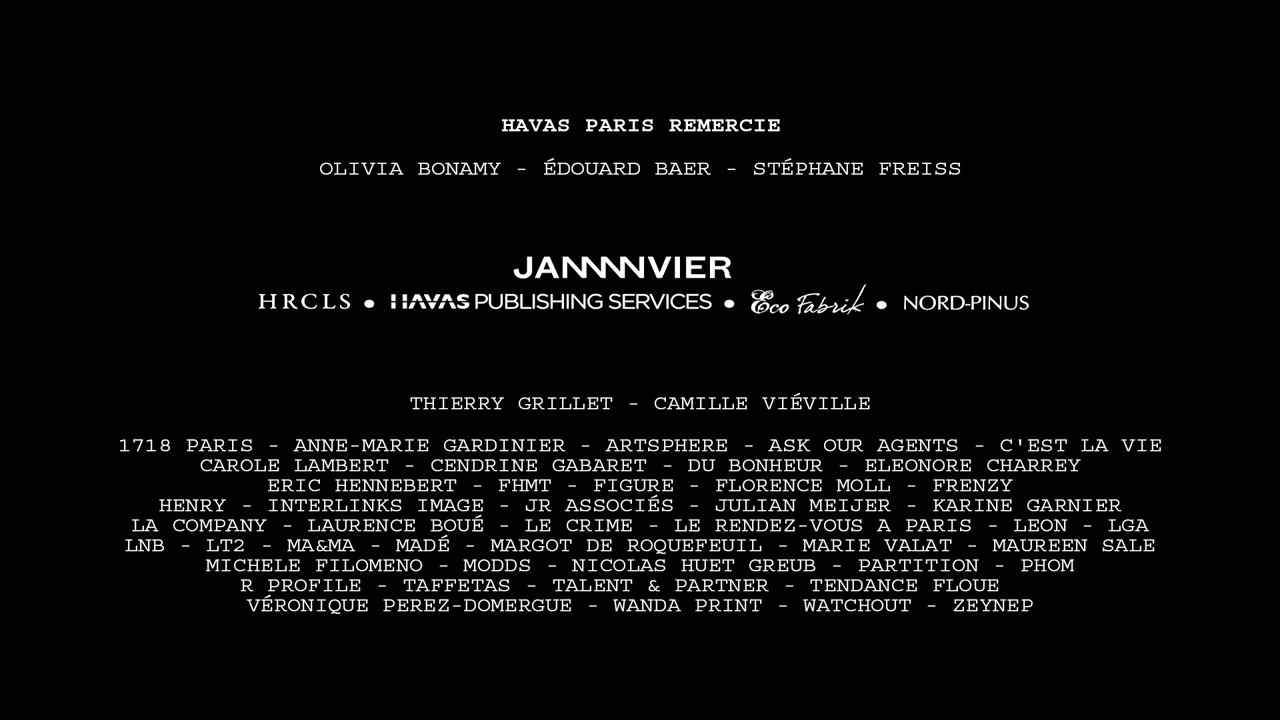 HAVAS PARIS REMERCIE
OLIVIA BONAMY - ÉDOUARD BAER - STÉPHANE FREISS
JANNNNVIER
HRCLS • HAVAS PUBLISHING SERVICES • Eco Fabrik • NORD-PINUS
THIERRY GRILLET - CAMILLE VIÉVILLE
1718 PARIS - ANNE-MARIE GARDINIER - ARTSPHERE - ASK OUR AGENTS - C'EST LA VIE
CAROLE LAMBERT - CENDRINE GABARET - DU BONHEUR - ELEONORE CHARREY
ERIC HENNEBERT - FHMT - FIGURE - FLORENCE MOLL - FRENZY
HENRY - INTERLINKS IMAGE - JR ASSOCIÉS - JULIAN MEIJER - KARINE GARNIER
LA COMPANY - LAURENCE BOUÉ - LE CRIME - LE RENDEZ-VOUS A PARIS - LEON - LGA
LNB - LT2 - MA&MA - MADÉ - MARGOT DE ROQUEFEUIL - MARIE VALAT - MAUREEN SALE
MICHELE FILOMENO - MODDS - NICOLAS HUET GREUB - PARTITION - PHOM
R PROFILE - TAFFETAS - TALENT & PARTNER - TENDANCE FLOUE
VÉRONIQUE PEREZ-DOMERGUE - WANDA PRINT - WATCHOUT - ZEYNEP